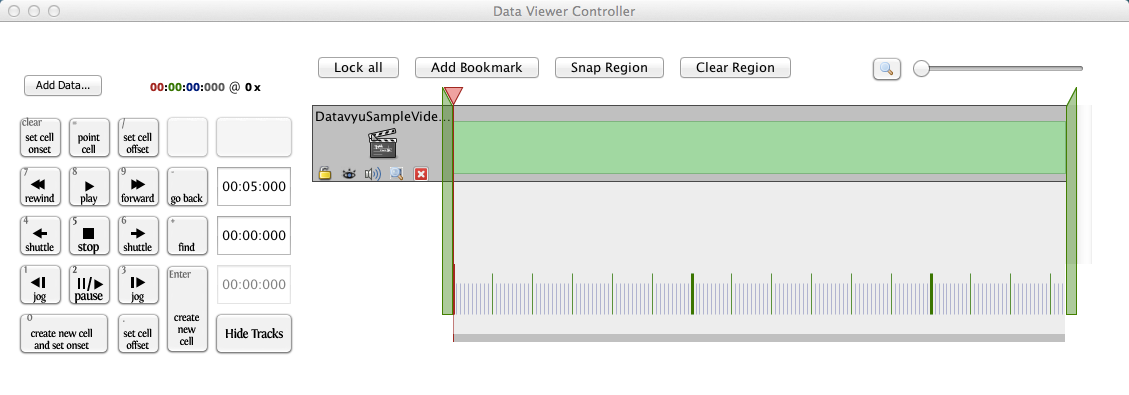 Data Viewer Controller
Lock all
Add Bookmark
Snap Region
Clear Region
Add Data...
00:00:00:000 @ 0 x
DatavyuSampleVide...
clear
set cell
onset
=
point
cell
/
set cell
offset
7
rewind
8
play
9
forward
-
go back
00:05:000
4
shuttle
5
stop
6
shuttle
+
find
00:00:000
1
jog
2
pause
3
jog
Enter
create
new
cell
00:00:000
0
create new cell
and set onset
.
set cell
offset
Hide Tracks